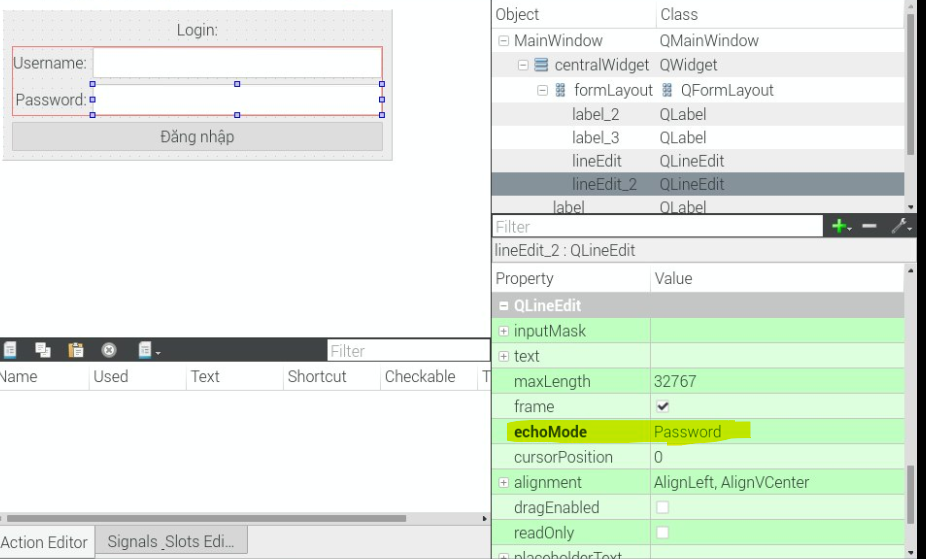 Login:
Username:
Password:
Đăng nhập
Object Class
MainWindow QMainWindow
centralWidget QWidget
formLayout QFormLayout
label_2 QLabel
label_3 QLabel
lineEdit QLineEdit
lineEdit_2 QLineEdit
label QLabel
Filter
lineEdit_2 : QLineEdit
Property Value
QLineEdit
inputMask
text
maxLength 32767
frame
echoMode Password
cursorPosition 0
alignment AlignLeft, AlignVCenter
dragEnabled
readOnly
placeholderText
Filter
Name Used Text Shortcut Checkable T
Action Editor Signals_Slots Edi...